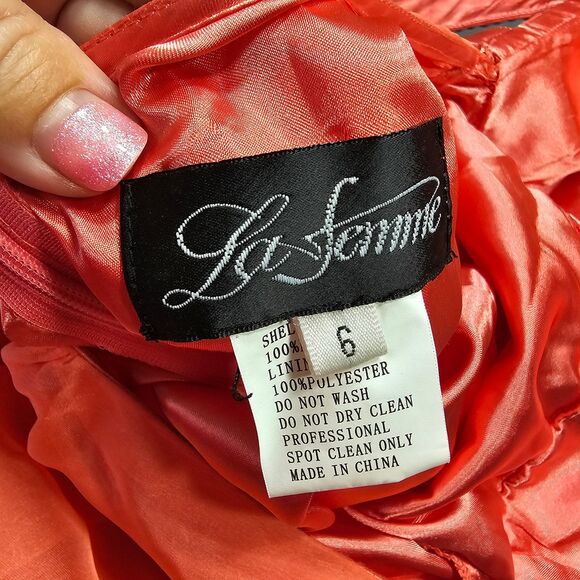 La Femme
6
SHEL
100%
LININ
100%POLYESTER
DO NOT WASH
DO NOT DRY CLEAN
PROFESSIONAL
SPOT CLEAN ONLY
MADE IN CHINA